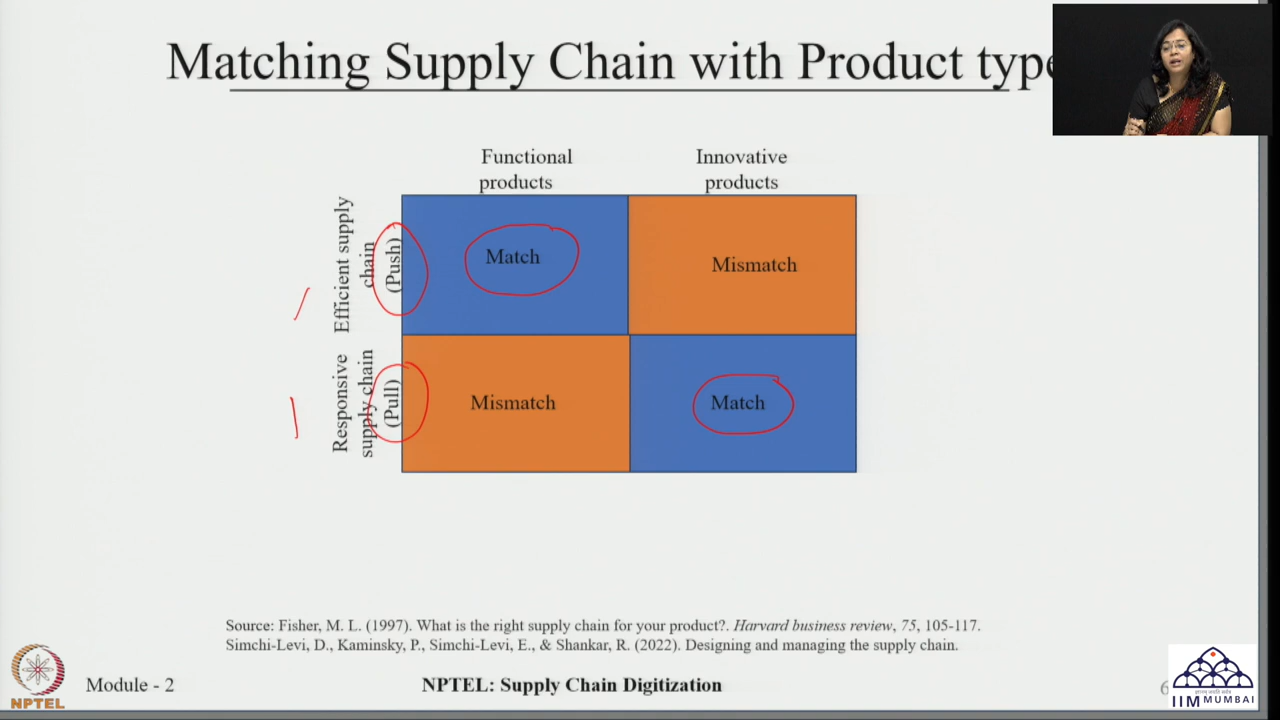 Matching Supply Chain with Product type
Functional
products
Innovative
products
Efficient supply
chain
(Push)
Match
Mismatch
Responsive
supply chain
(Pull)
Mismatch
Match
Source: Fisher, M. L. (1997). What is the right supply chain for your product?. Harvard business review, 75, 105-117.
Simchi-Levi, D., Kaminsky, P., Simchi-Levi, E., & Shankar, R. (2022). Designing and managing the supply chain.
NPTEL
Module - 2
NPTEL: Supply Chain Digitization
6
IIM MUMBAI